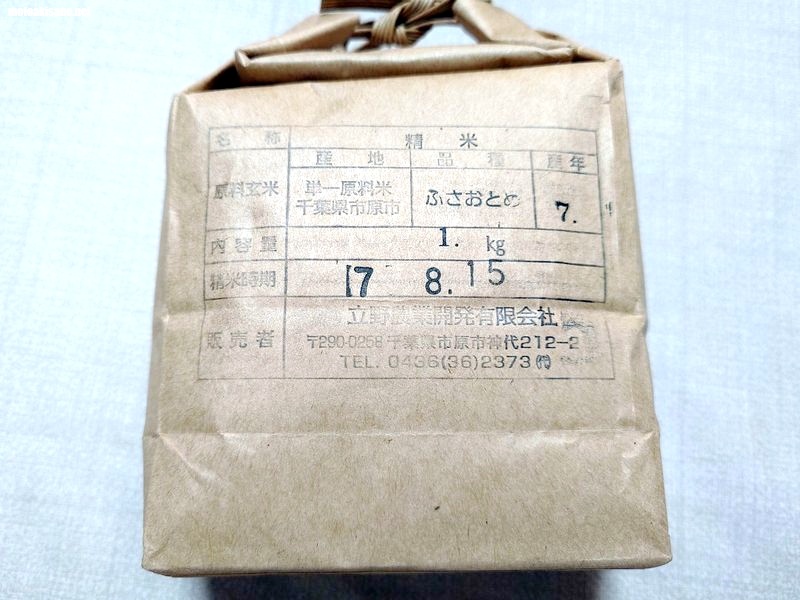 名称 精米
産地 品種 産年
原料玄米 単一原料米 ふさおとめ 7.
千葉県市原市
内容量 1. kg
精米時期 17 8.15
販売者 立野農業開発有限会社
〒290-0258 千葉県市原市神代212-2
TEL. 0436(36)2373㈹